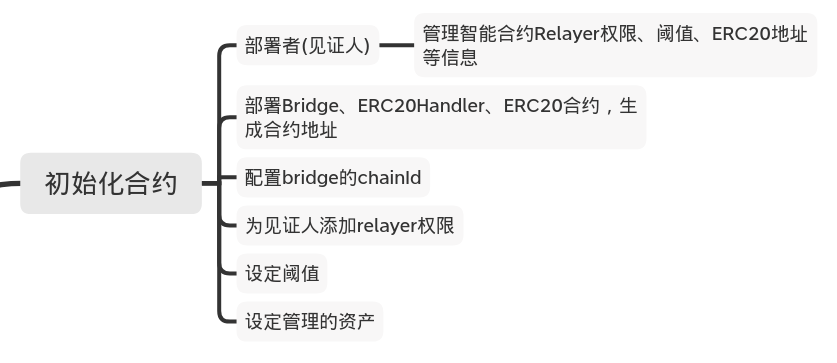 部署者(见证人)
管理智能合约Relayer权限、阈值、ERC20地址
等信息
部署Bridge、ERC20Handler、ERC20合约，生
成合约地址
初始化合约
配置bridge的chainId
为见证人添加relayer权限
设定阈值
设定管理的资产